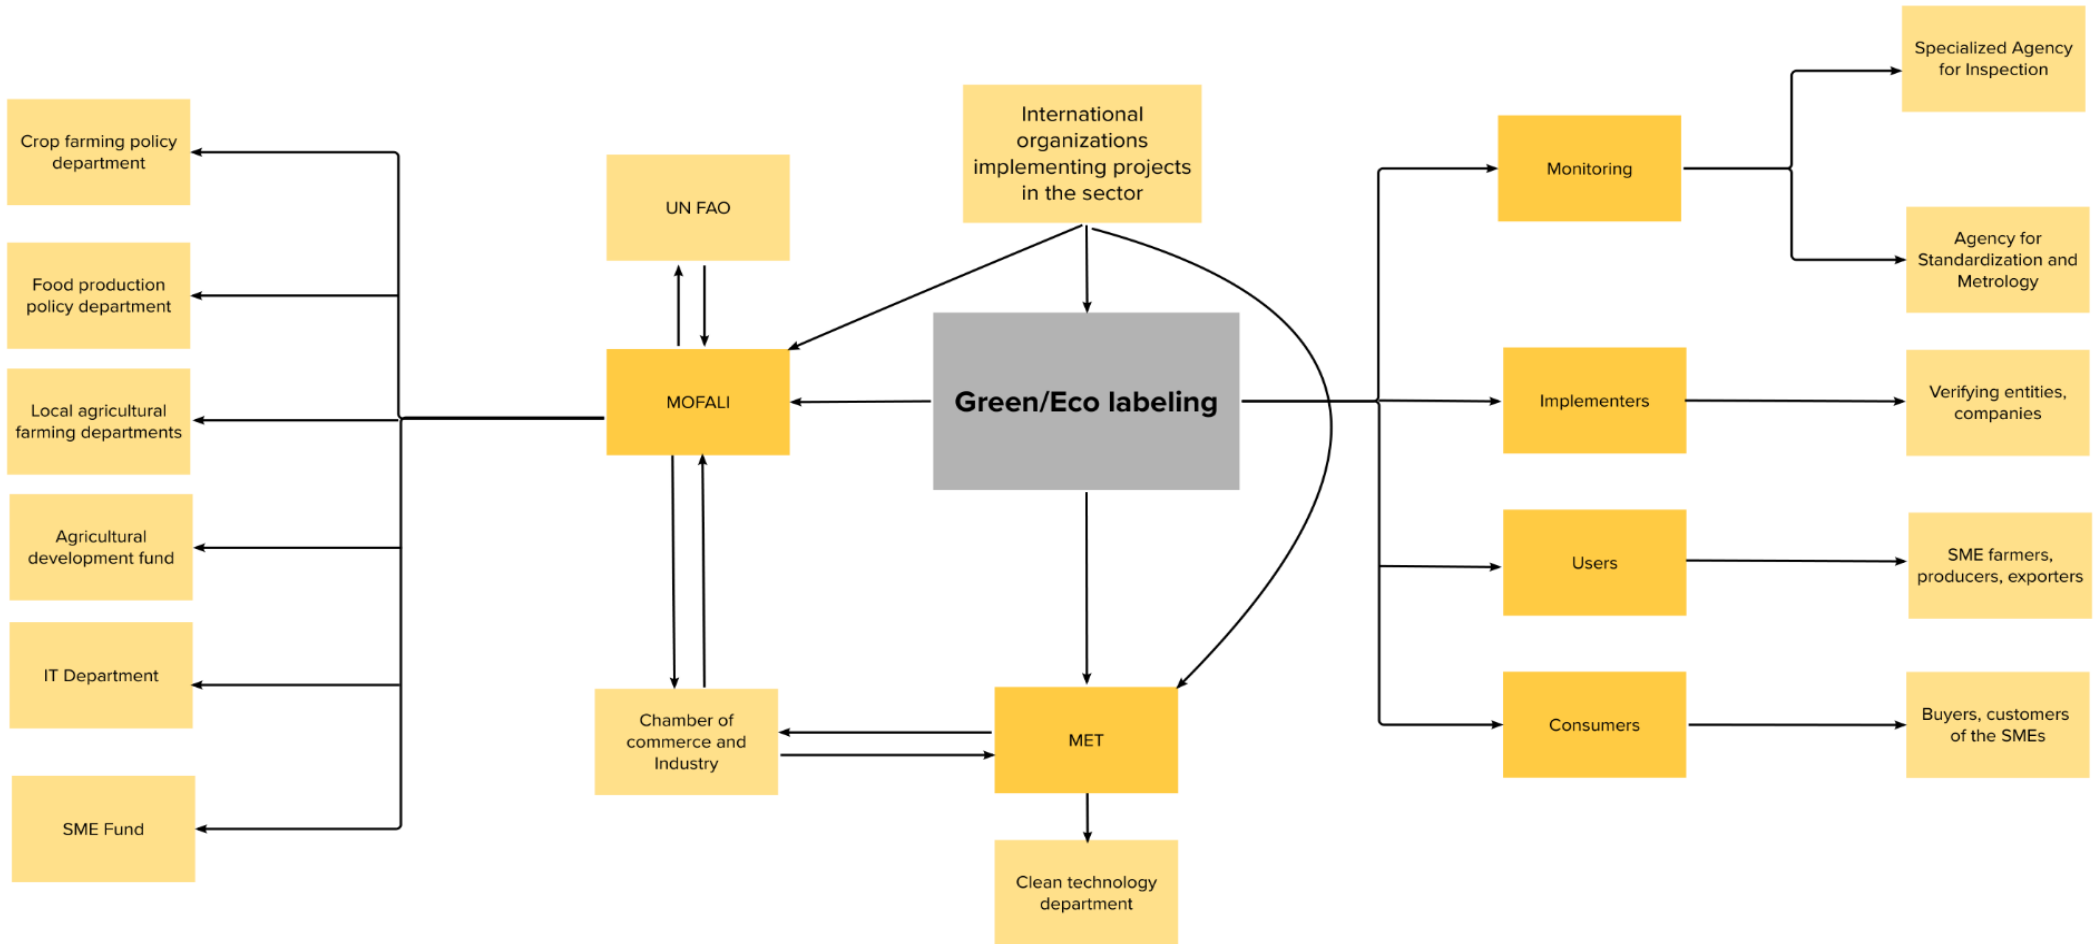 Specialized Agency
for Inspection
International
organizations
implementing projects
in the sector
Crop farming policy
department
UN FAO
Monitoring
Agency for
Standardization and
Metrology
Food production
policy department
Local agricultural
farming departments
MOFALI
Green/Eco labeling
Implementers
Verifying entities,
companies
Agricultural
development fund
Users
SME farmers,
producers, exporters
IT Department
Chamber of
commerce and
Industry
MET
Consumers
Buyers, customers
of the SMEs
SME Fund
Clean technology
department